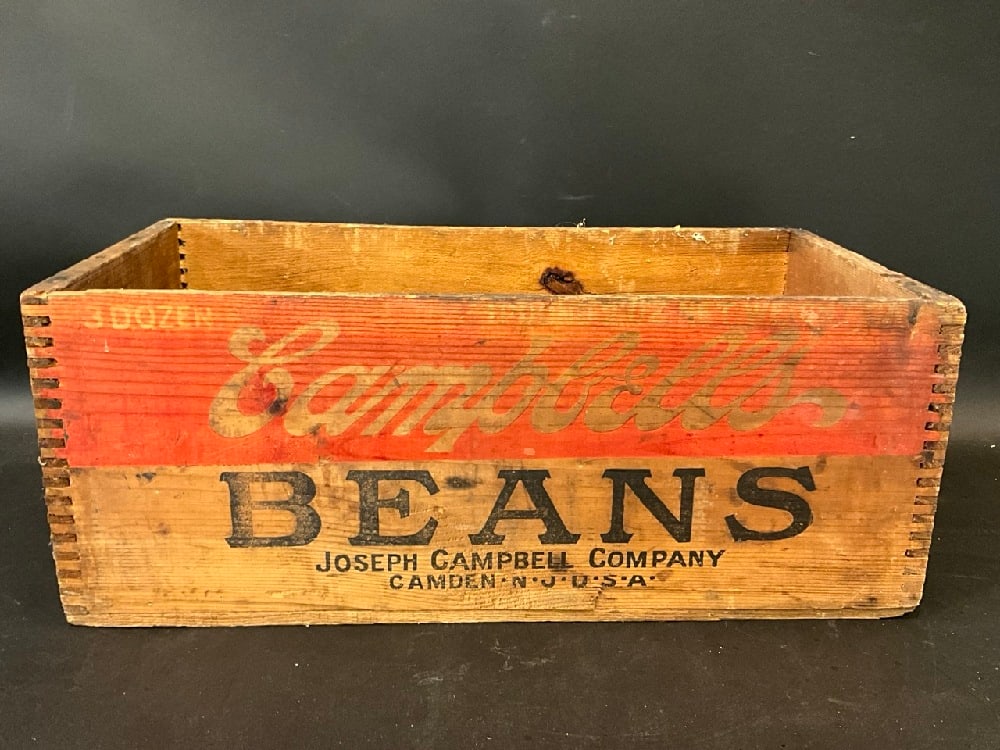 3 DOZEN
Campbell's
BEANS
JOSEPH CAMPBELL COMPANY
CAMDEN·N·J·U·S·A·